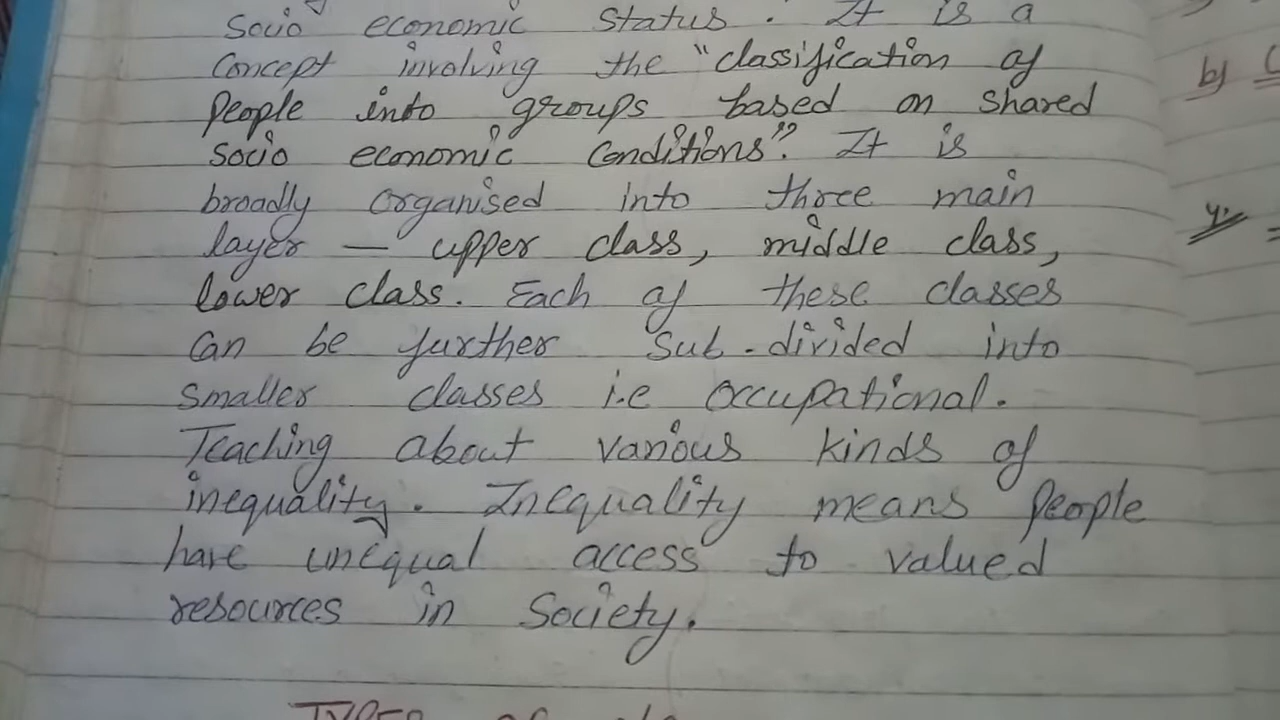 Socio economic status. It is a
Concept involving the "classification of
People into groups based on shared
Socio economic Conditions". It is
broadly organised into three main
layer — upper class, middle class,
lower class. Each of these classes
Can be further Sub-divided into
Smaller classes i.e Occupational.
Teaching about various kinds of
inequality. Inequality means People
have unequal access to valued
resources in Society.
TYPES OF
b)